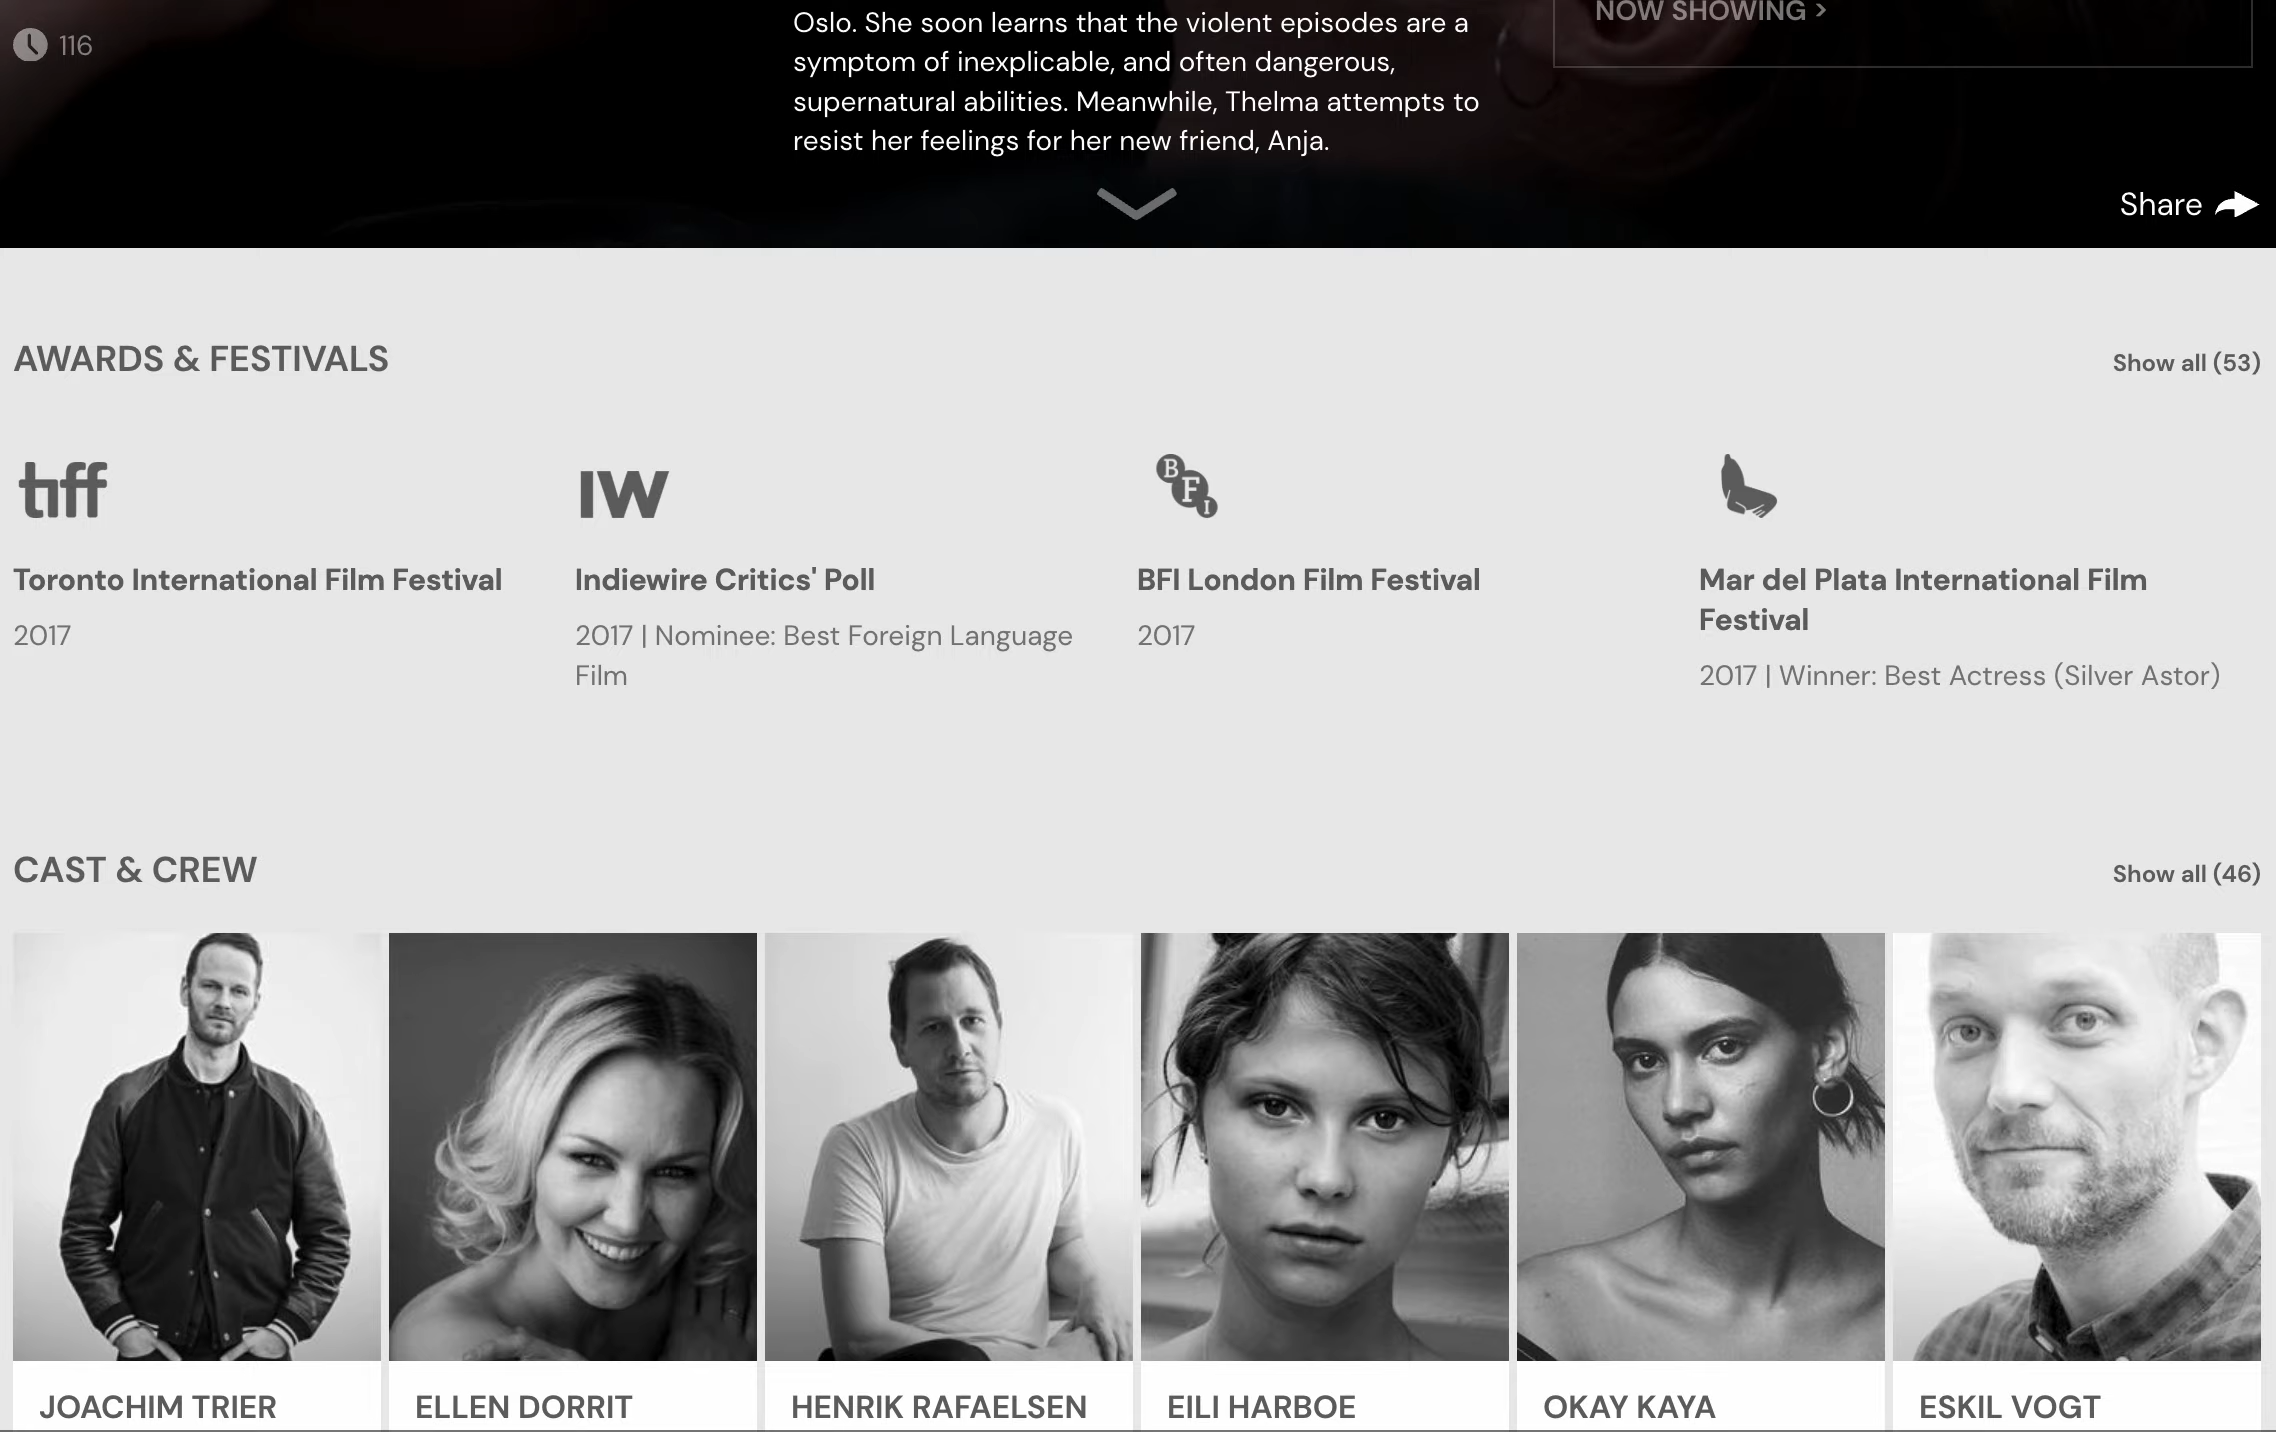 116
Oslo. She soon learns that the violent episodes are a
symptom of inexplicable, and often dangerous,
supernatural abilities. Meanwhile, Thelma attempts to
resist her feelings for her new friend, Anja.
NOW SHOWING >
Share
AWARDS & FESTIVALS
Show all (53)
tiff
Toronto International Film Festival
2017
IW
Indiewire Critics' Poll
2017 | Nominee: Best Foreign Language
Film
BFI
BFI London Film Festival
2017
Mar del Plata International Film
Festival
2017 | Winner: Best Actress (Silver Astor)
CAST & CREW
Show all (46)
JOACHIM TRIER
ELLEN DORRIT
HENRIK RAFAELSEN
EILI HARBOE
OKAY KAYA
ESKIL VOGT